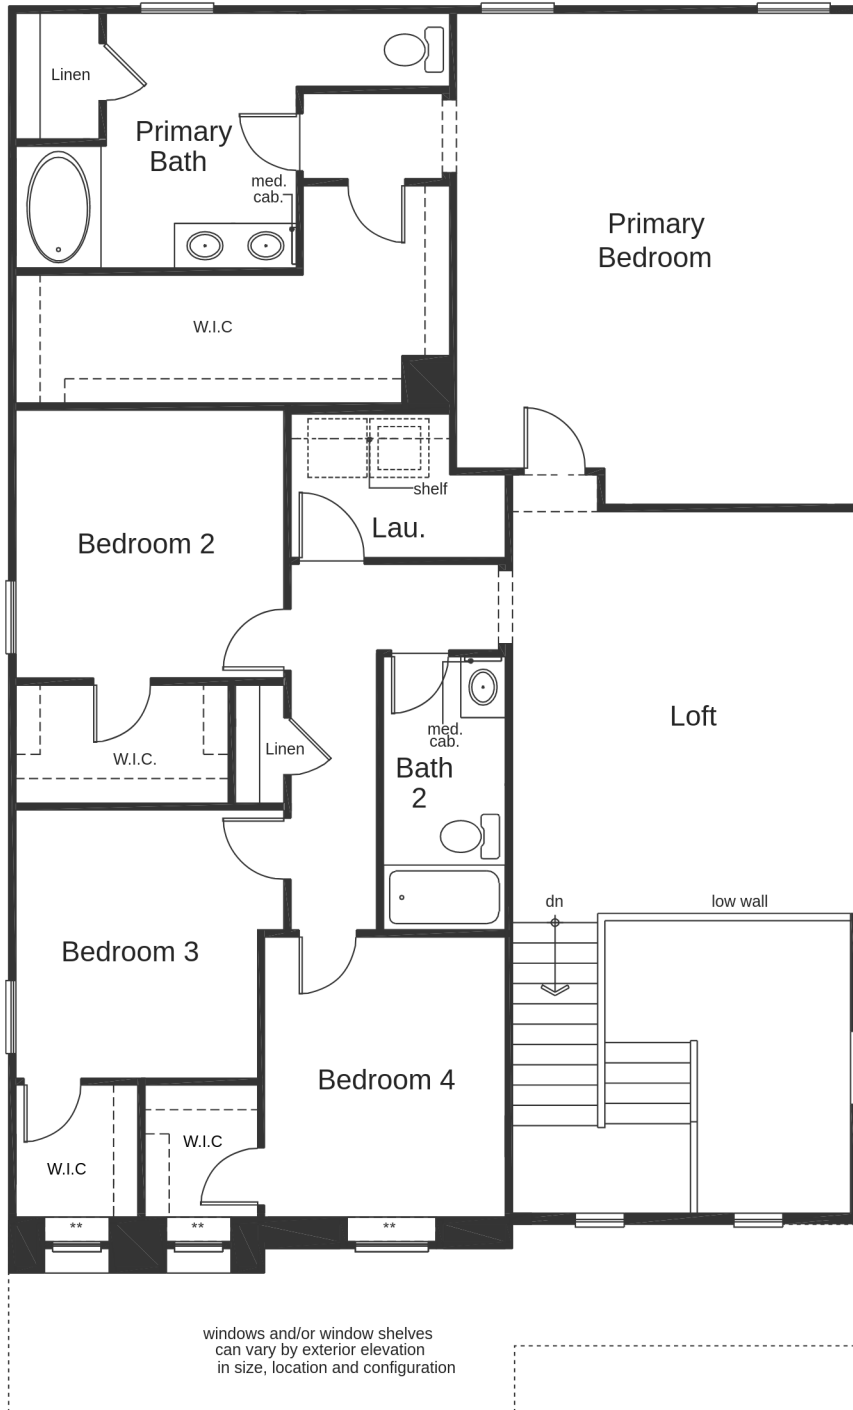 Linen
Primary
Bath
med.
cab.
Primary
Bedroom
W.I.C
shelf
Lau.
Bedroom 2
Loft
med.
cab.
Linen
W.I.C.
Bath
2
dn
low wall
Bedroom 3
Bedroom 4
W.I.C
W.I.C
**
**
**
windows and/or window shelves
can vary by exterior elevation
in size, location and configuration